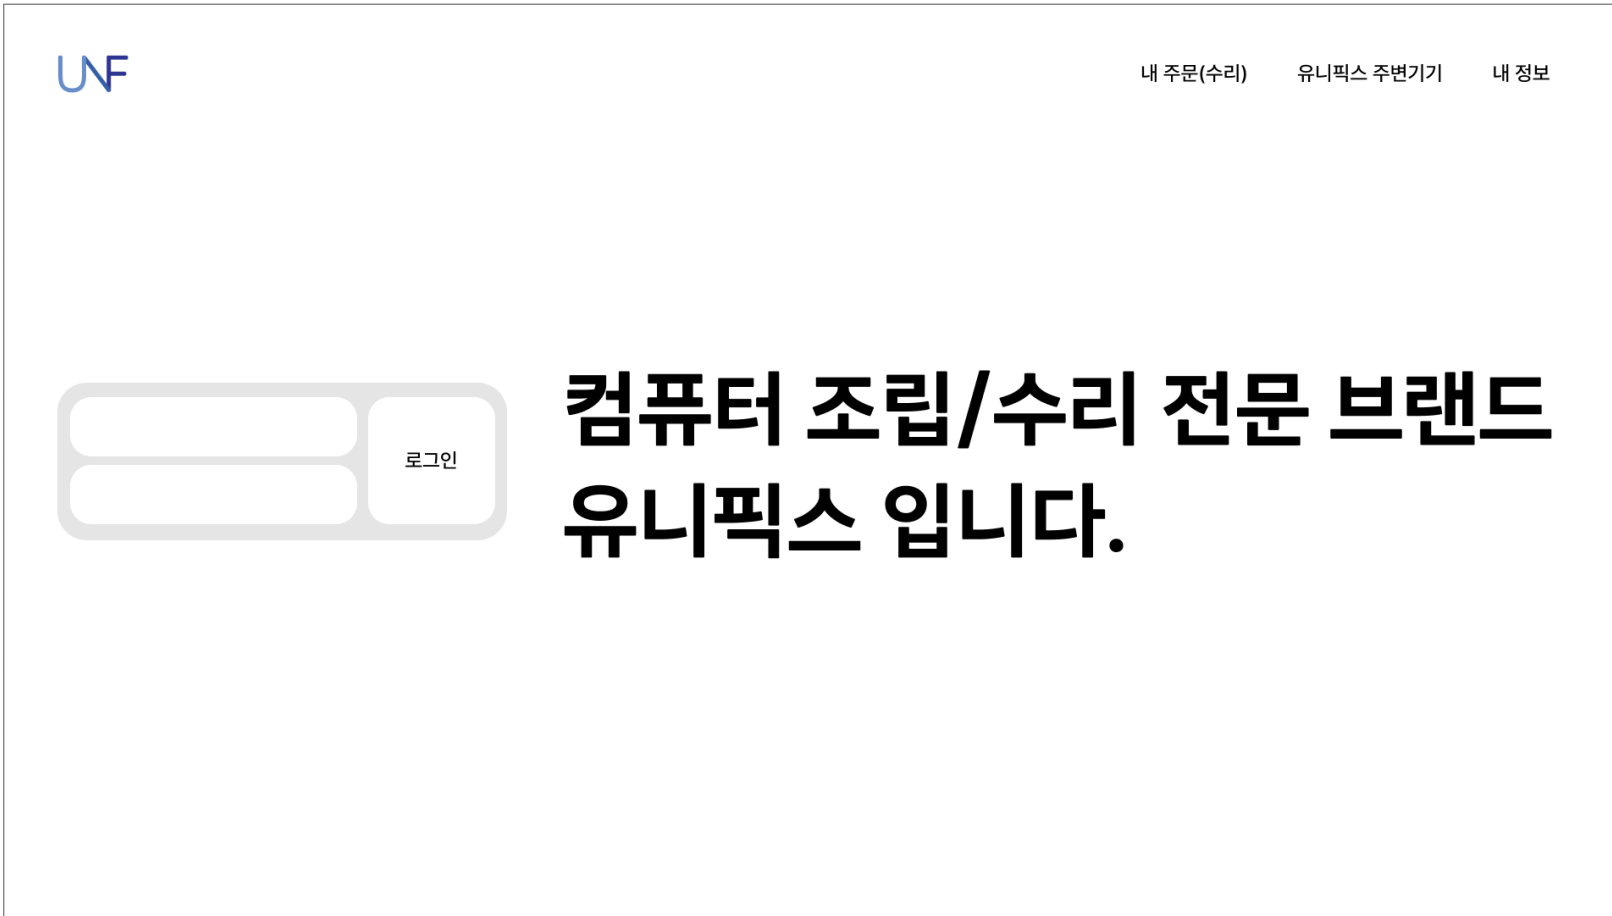 UNF
내 주문(수리) 유니픽스 주변기기 내 정보
로그인
컴퓨터 조립/수리 전문 브랜드
유니픽스 입니다.